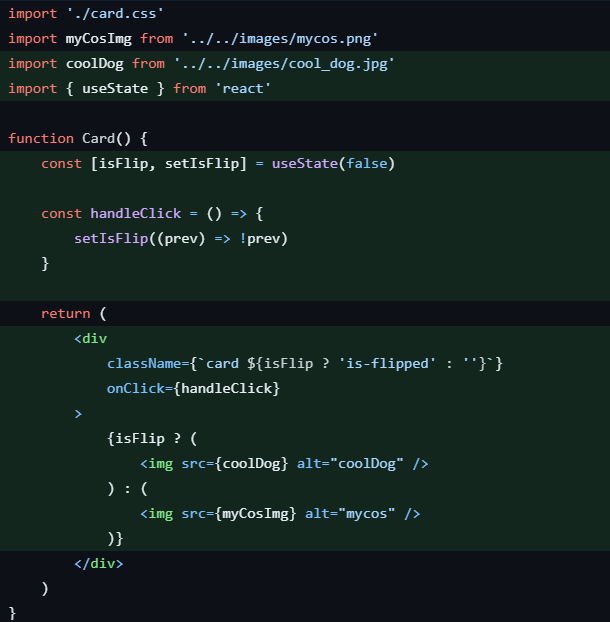 import './card.css'
import myCosImg from '../../images/mycos.png'
import coolDog from '../../images/cool_dog.jpg'
import { useState } from 'react'

function Card() {
    const [isFlip, setIsFlip] = useState(false)

    const handleClick = () => {
        setIsFlip((prev) => !prev)
    }

    return (
        <div
            className={`card ${isFlip ? 'is-flipped' : ''}`}
            onClick={handleClick}
        >
            {isFlip ? (
                <img src={coolDog} alt="coolDog" />
            ) : (
                <img src={myCosImg} alt="mycos" />
            )}
        </div>
    )
}